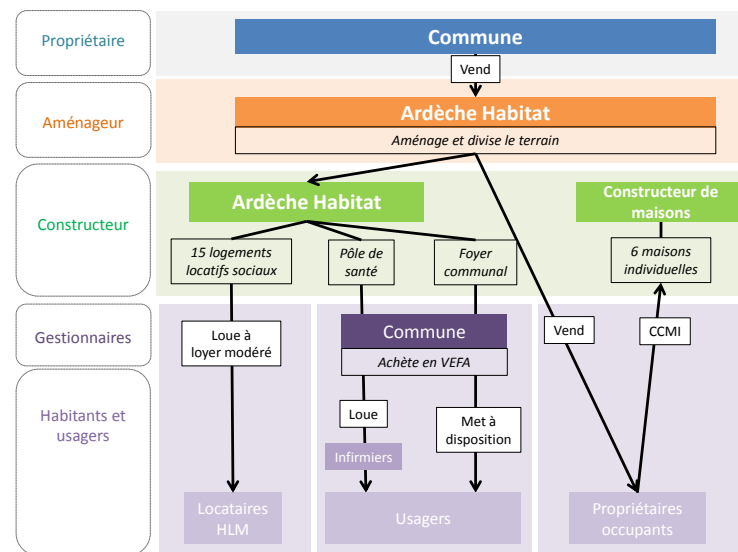 Propriétaire
Commune
Vend
Aménageur
Ardèche Habitat
Aménage et divise le terrain
Constructeur
Ardèche Habitat
Constructeur de
maisons
15 logements
locatifs sociaux
Pôle de
santé
Foyer
communal
6 maisons
individuelles
Gestionnaires
Loue à
loyer modéré
Commune
Achète en VEFA
Vend
CCMI
Habitants et
usagers
Loue
Met à
disposition
Infirmiers
Locataires
HLM
Usagers
Propriétaires
occupants